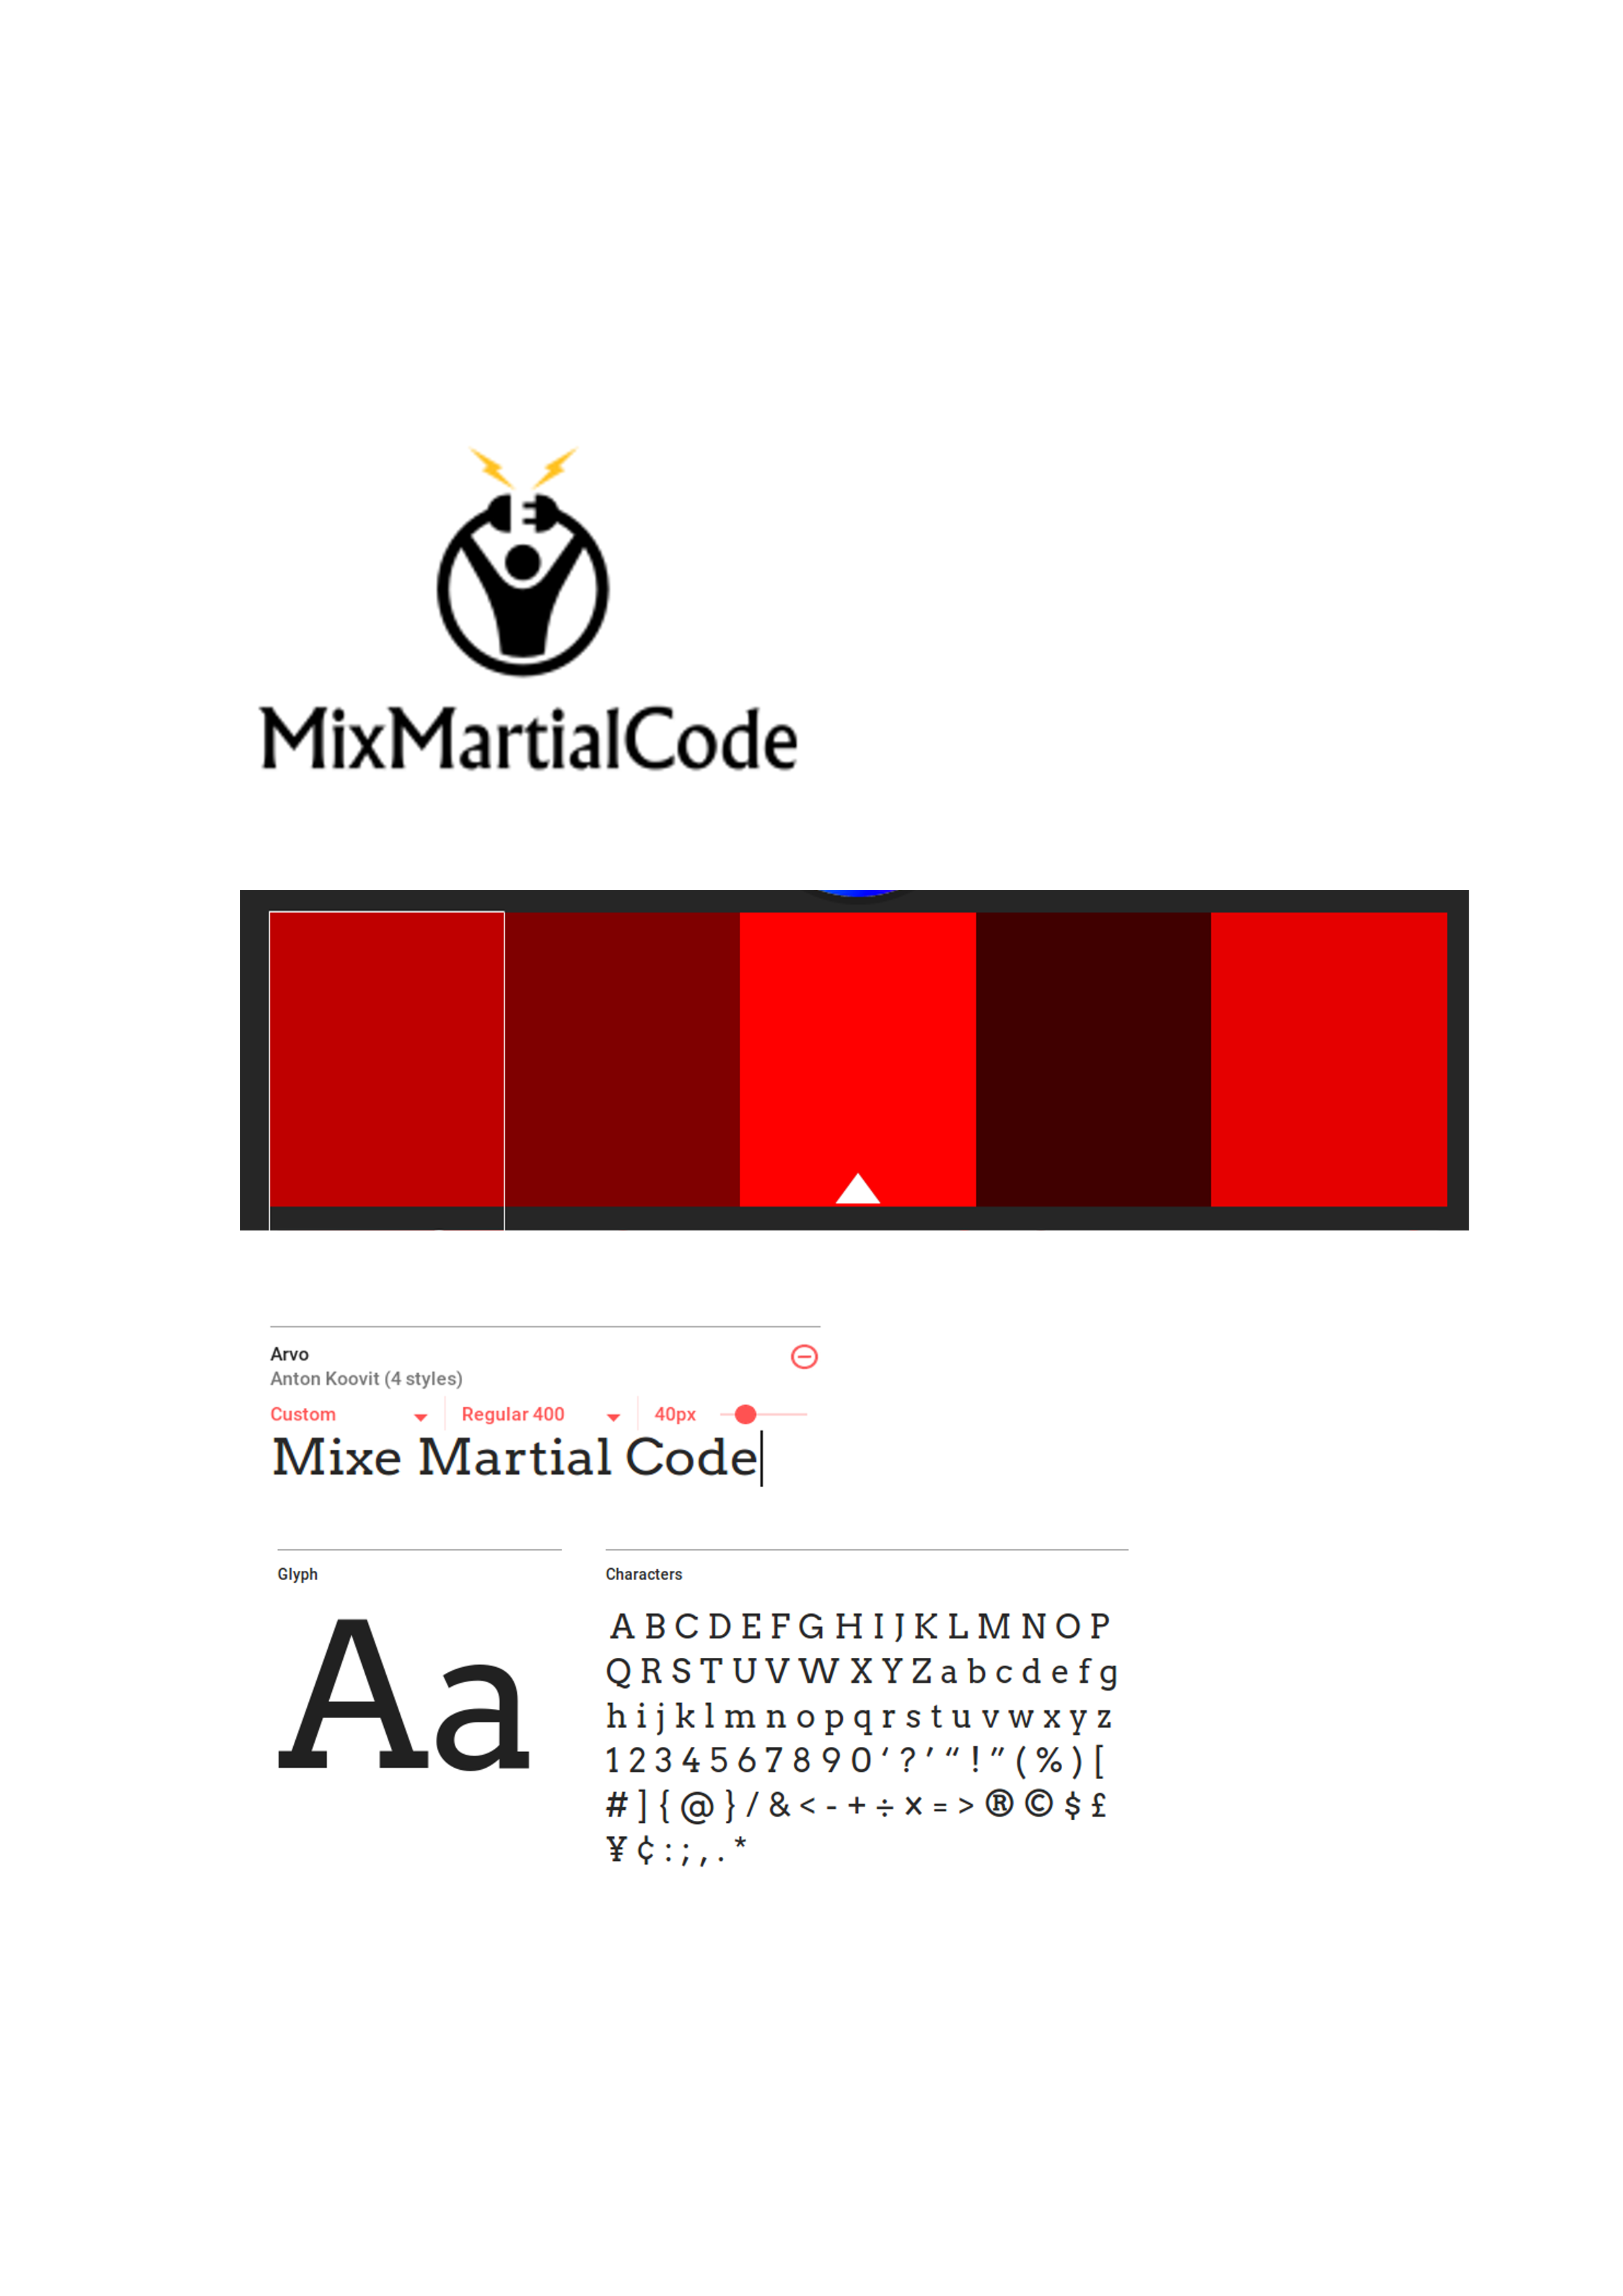 MixMartialCode
Arvo
Anton Koovit (4 styles)
Custom Regular 400 40px
Mixe Martial Code
Glyph
Characters
Aa
A B C D E F G H I J K L M N O P
Q R S T U V W X Y Z a b c d e f g
h i j k l m n o p q r s t u v w x y z
1 2 3 4 5 6 7 8 9 0 ‘ ? ’ “ ! ” ( % ) [
# ] { @ } / & < - + ÷ × = > ® © $ £
¥ ¢ : ; , . *